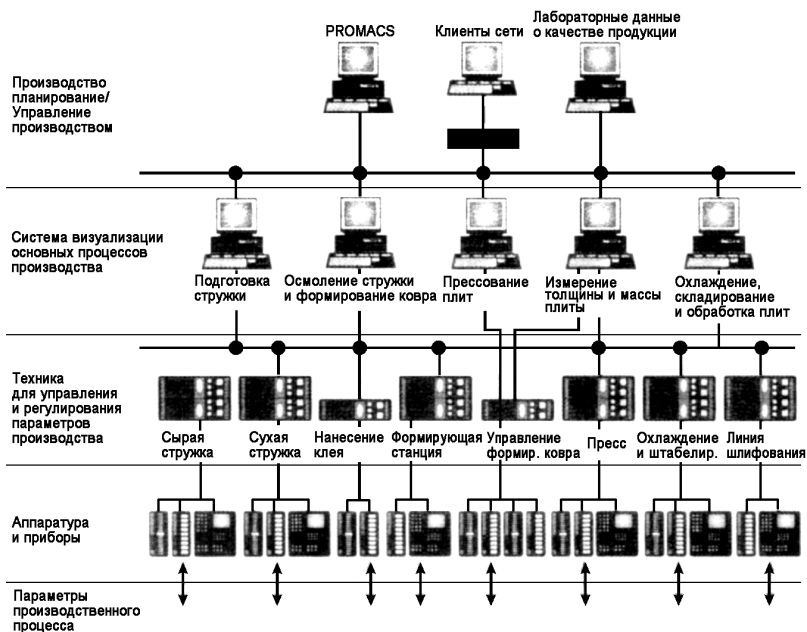 PROMACS
Клиенты сети
Лабораторные данные
о качестве продукции
Производство
планирование/
Управление
производством
Система визуализации
основных процессов
производства
Подготовка
стружки
Осмоление стружки
и формирование ковра
Прессование
плит
Измерение
толщины и массы
плиты
Охлаждение,
складирование
и обработка плит
Техника
для управления
и регулирования
параметров
производства
Сырая
стружка
Сухая
стружка
Нанесение
клея
Формирующая
станция
Управление
формир. ковра
Пресс
Охлаждение
и штабелир.
Линия
шлифования
Аппаратура
и приборы
Параметры
производственного
процесса